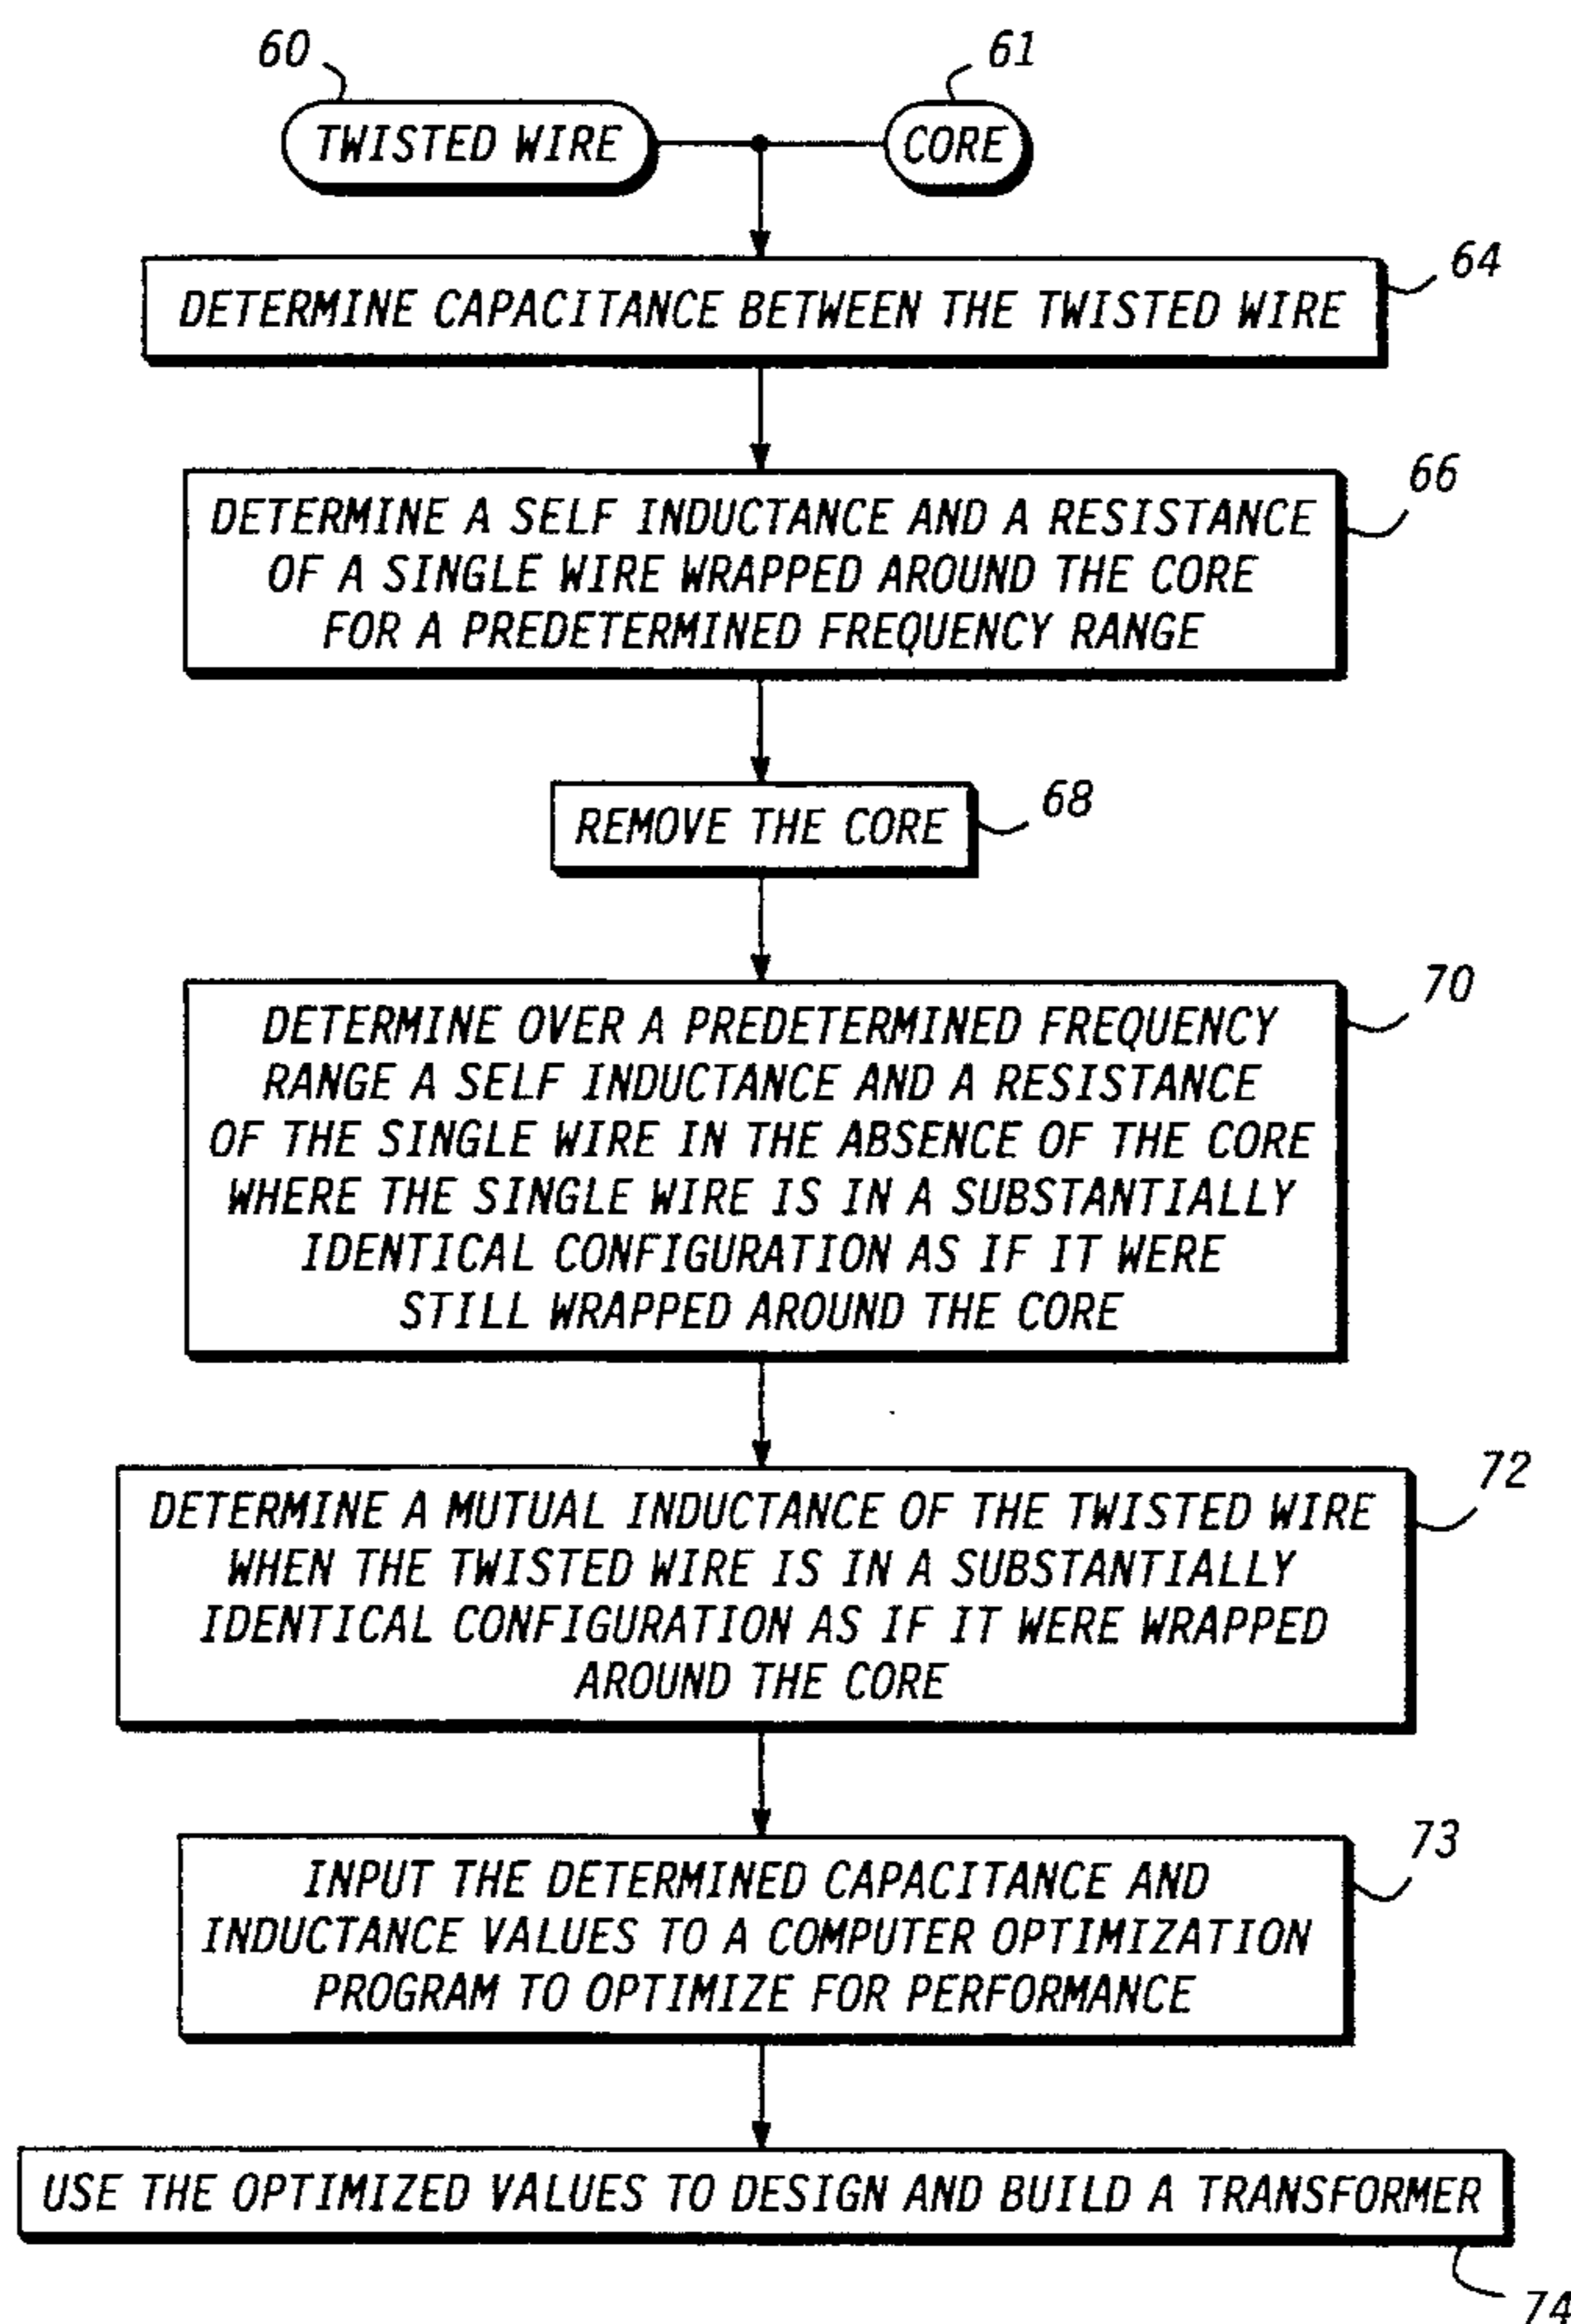 60
61
TWISTED WIRE
CORE
64
DETERMINE CAPACITANCE BETWEEN THE TWISTED WIRE
66
DETERMINE A SELF INDUCTANCE AND A RESISTANCE
OF A SINGLE WIRE WRAPPED AROUND THE CORE
FOR A PREDETERMINED FREQUENCY RANGE
68
REMOVE THE CORE
70
DETERMINE OVER A PREDETERMINED FREQUENCY
RANGE A SELF INDUCTANCE AND A RESISTANCE
OF THE SINGLE WIRE IN THE ABSENCE OF THE CORE
WHERE THE SINGLE WIRE IS IN A SUBSTANTIALLY
IDENTICAL CONFIGURATION AS IF IT WERE
STILL WRAPPED AROUND THE CORE
72
DETERMINE A MUTUAL INDUCTANCE OF THE TWISTED WIRE
WHEN THE TWISTED WIRE IS IN A SUBSTANTIALLY
IDENTICAL CONFIGURATION AS IF IT WERE WRAPPED
AROUND THE CORE
73
INPUT THE DETERMINED CAPACITANCE AND
INDUCTANCE VALUES TO A COMPUTER OPTIMIZATION
PROGRAM TO OPTIMIZE FOR PERFORMANCE
USE THE OPTIMIZED VALUES TO DESIGN AND BUILD A TRANSFORMER
74